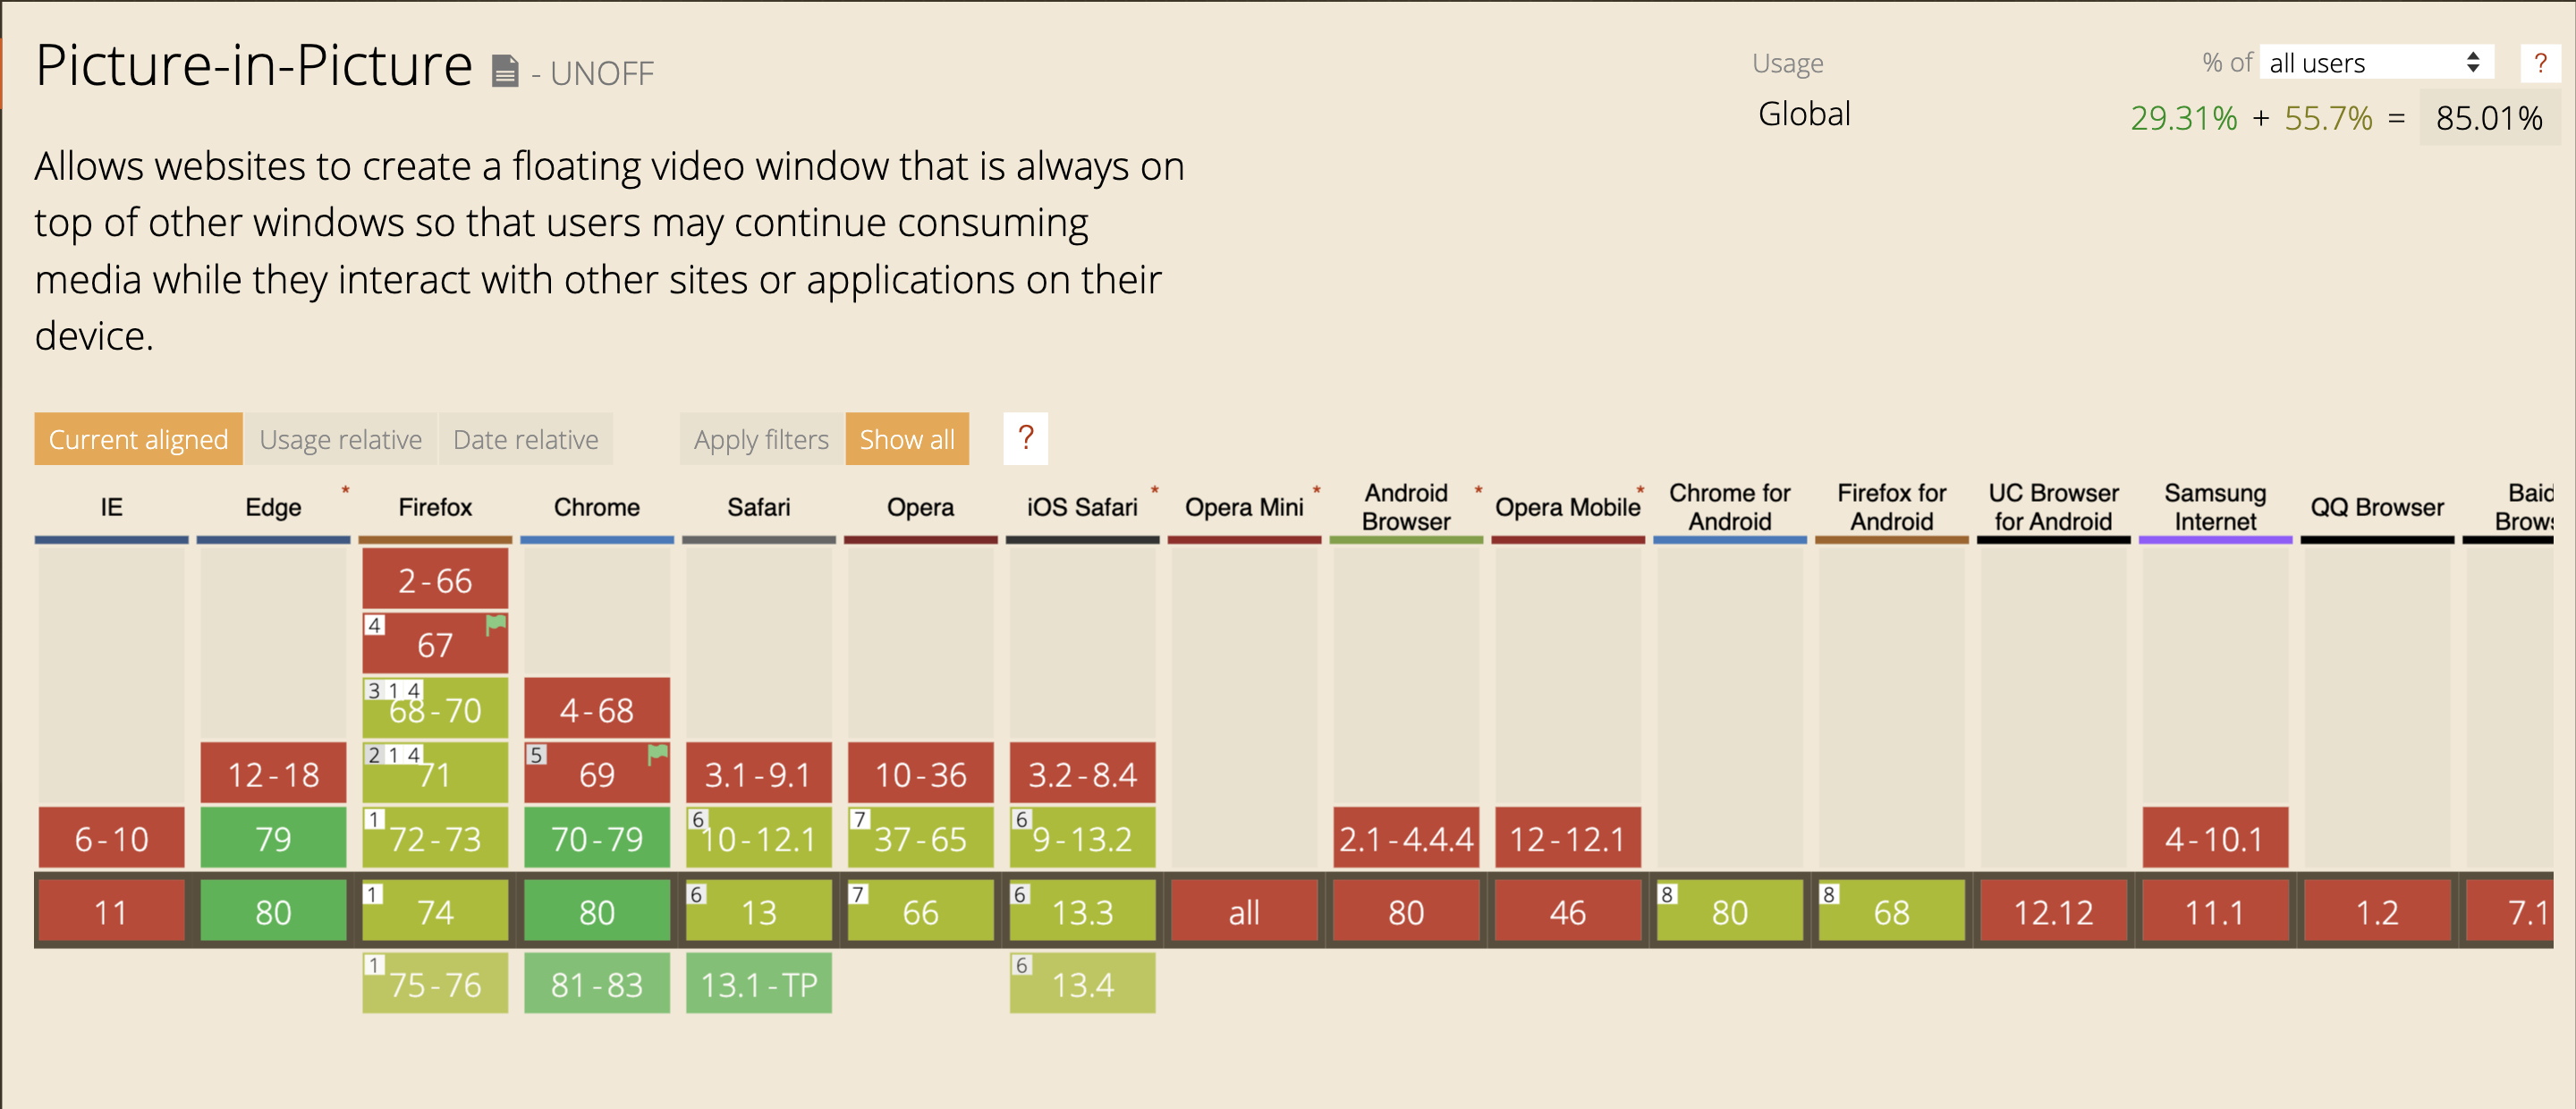 Picture-in-Picture - UNOFF
Usage % of all users ?
Global 29.31% + 55.7% = 85.01%
Allows websites to create a floating video window that is always on
top of other windows so that users may continue consuming
media while they interact with other sites or applications on their
device.
Current aligned Usage relative Date relative Apply filters Show all ?
IE Edge * Firefox Chrome Safari Opera iOS Safari * Opera Mini * Android Browser * Opera Mobile * Chrome for Android Firefox for Android UC Browser for Android Samsung Internet QQ Browser Baid Brows
2-66
4 67
3 1 4 68-70 4-68
12-18 2 1 4 71 5 69 3.1-9.1 10-36 3.2-8.4
6-10 79 1 72-73 70-79 6 10-12.1 7 37-65 6 9-13.2 2.1-4.4.4 12-12.1 4-10.1
11 80 1 74 80 6 13 7 66 6 13.3 all 80 46 8 80 8 68 12.12 11.1 1.2 7.1
1 75-76 81-83 13.1-TP 6 13.4